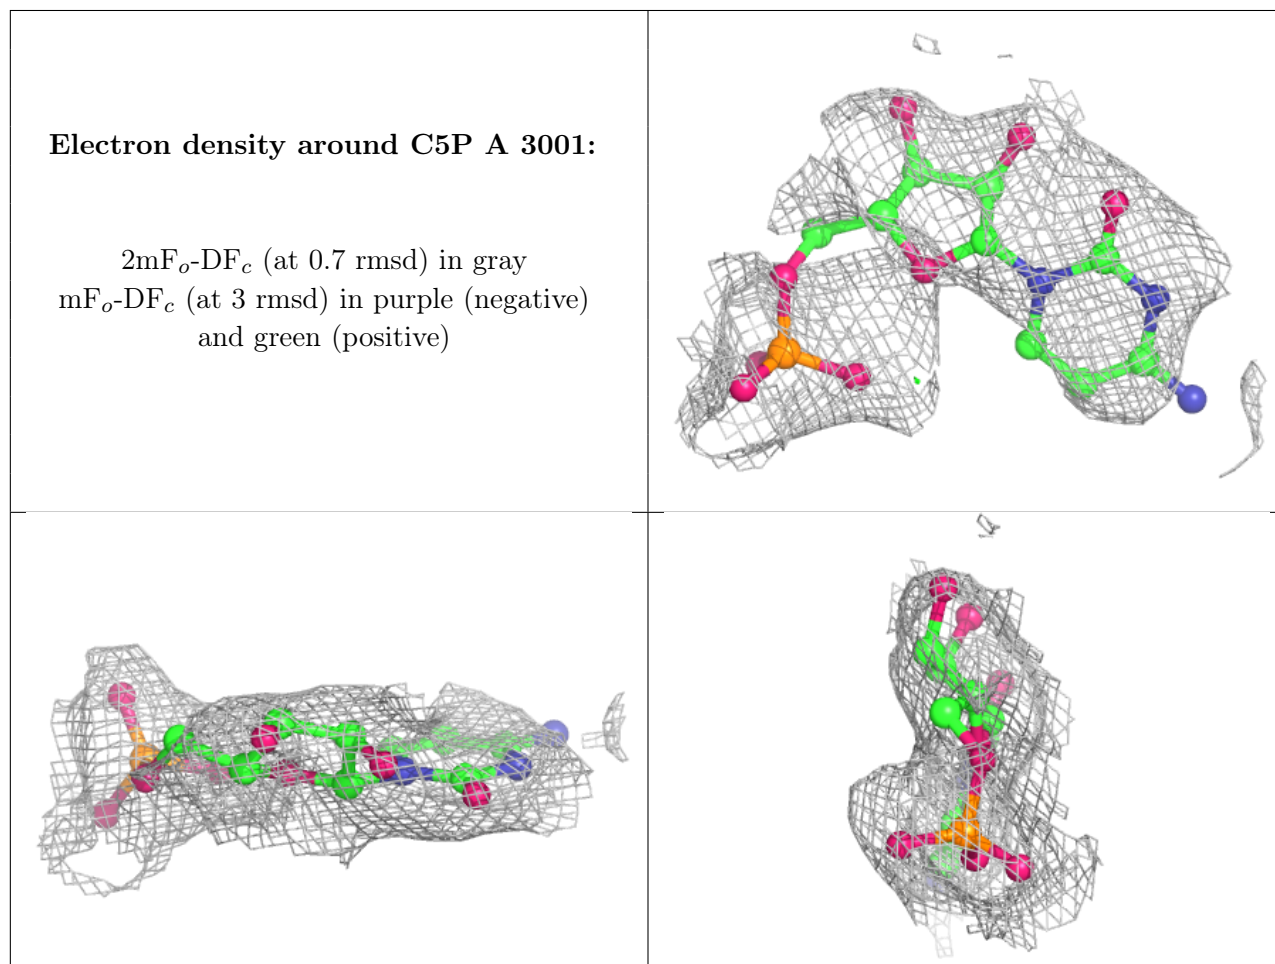 Electron density around C5P A 3001:
2mFo-DFc (at 0.7 rmsd) in gray
mFo-DFc (at 3 rmsd) in purple (negative)
and green (positive)